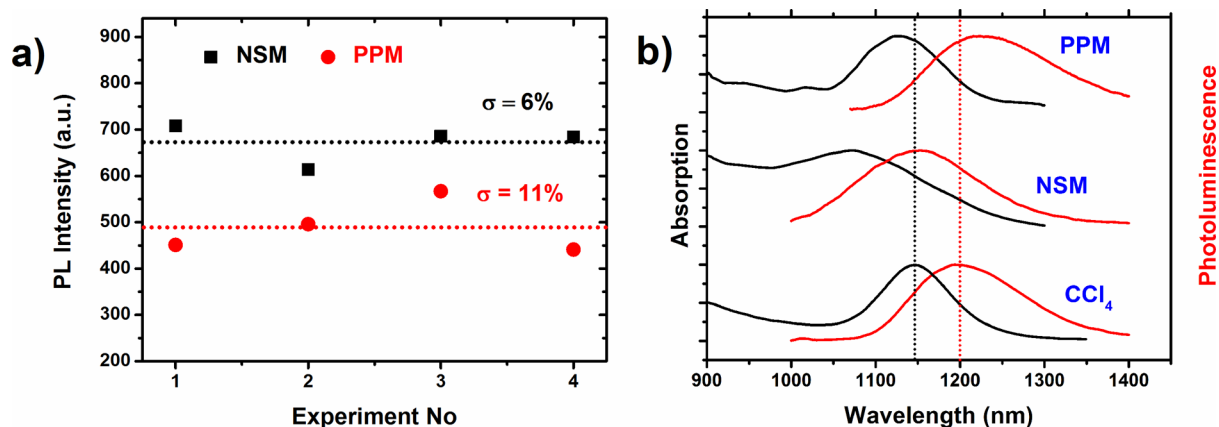 a)
NSM PPM
σ = 6%
σ = 11%
900
800
700
600
500
400
300
200
PL Intensity (a.u.)
1 2 3 4
Experiment No
b)
PPM
NSM
CCl₄
Absorption
Photoluminescence
900 1000 1100 1200 1300 1400
Wavelength (nm)